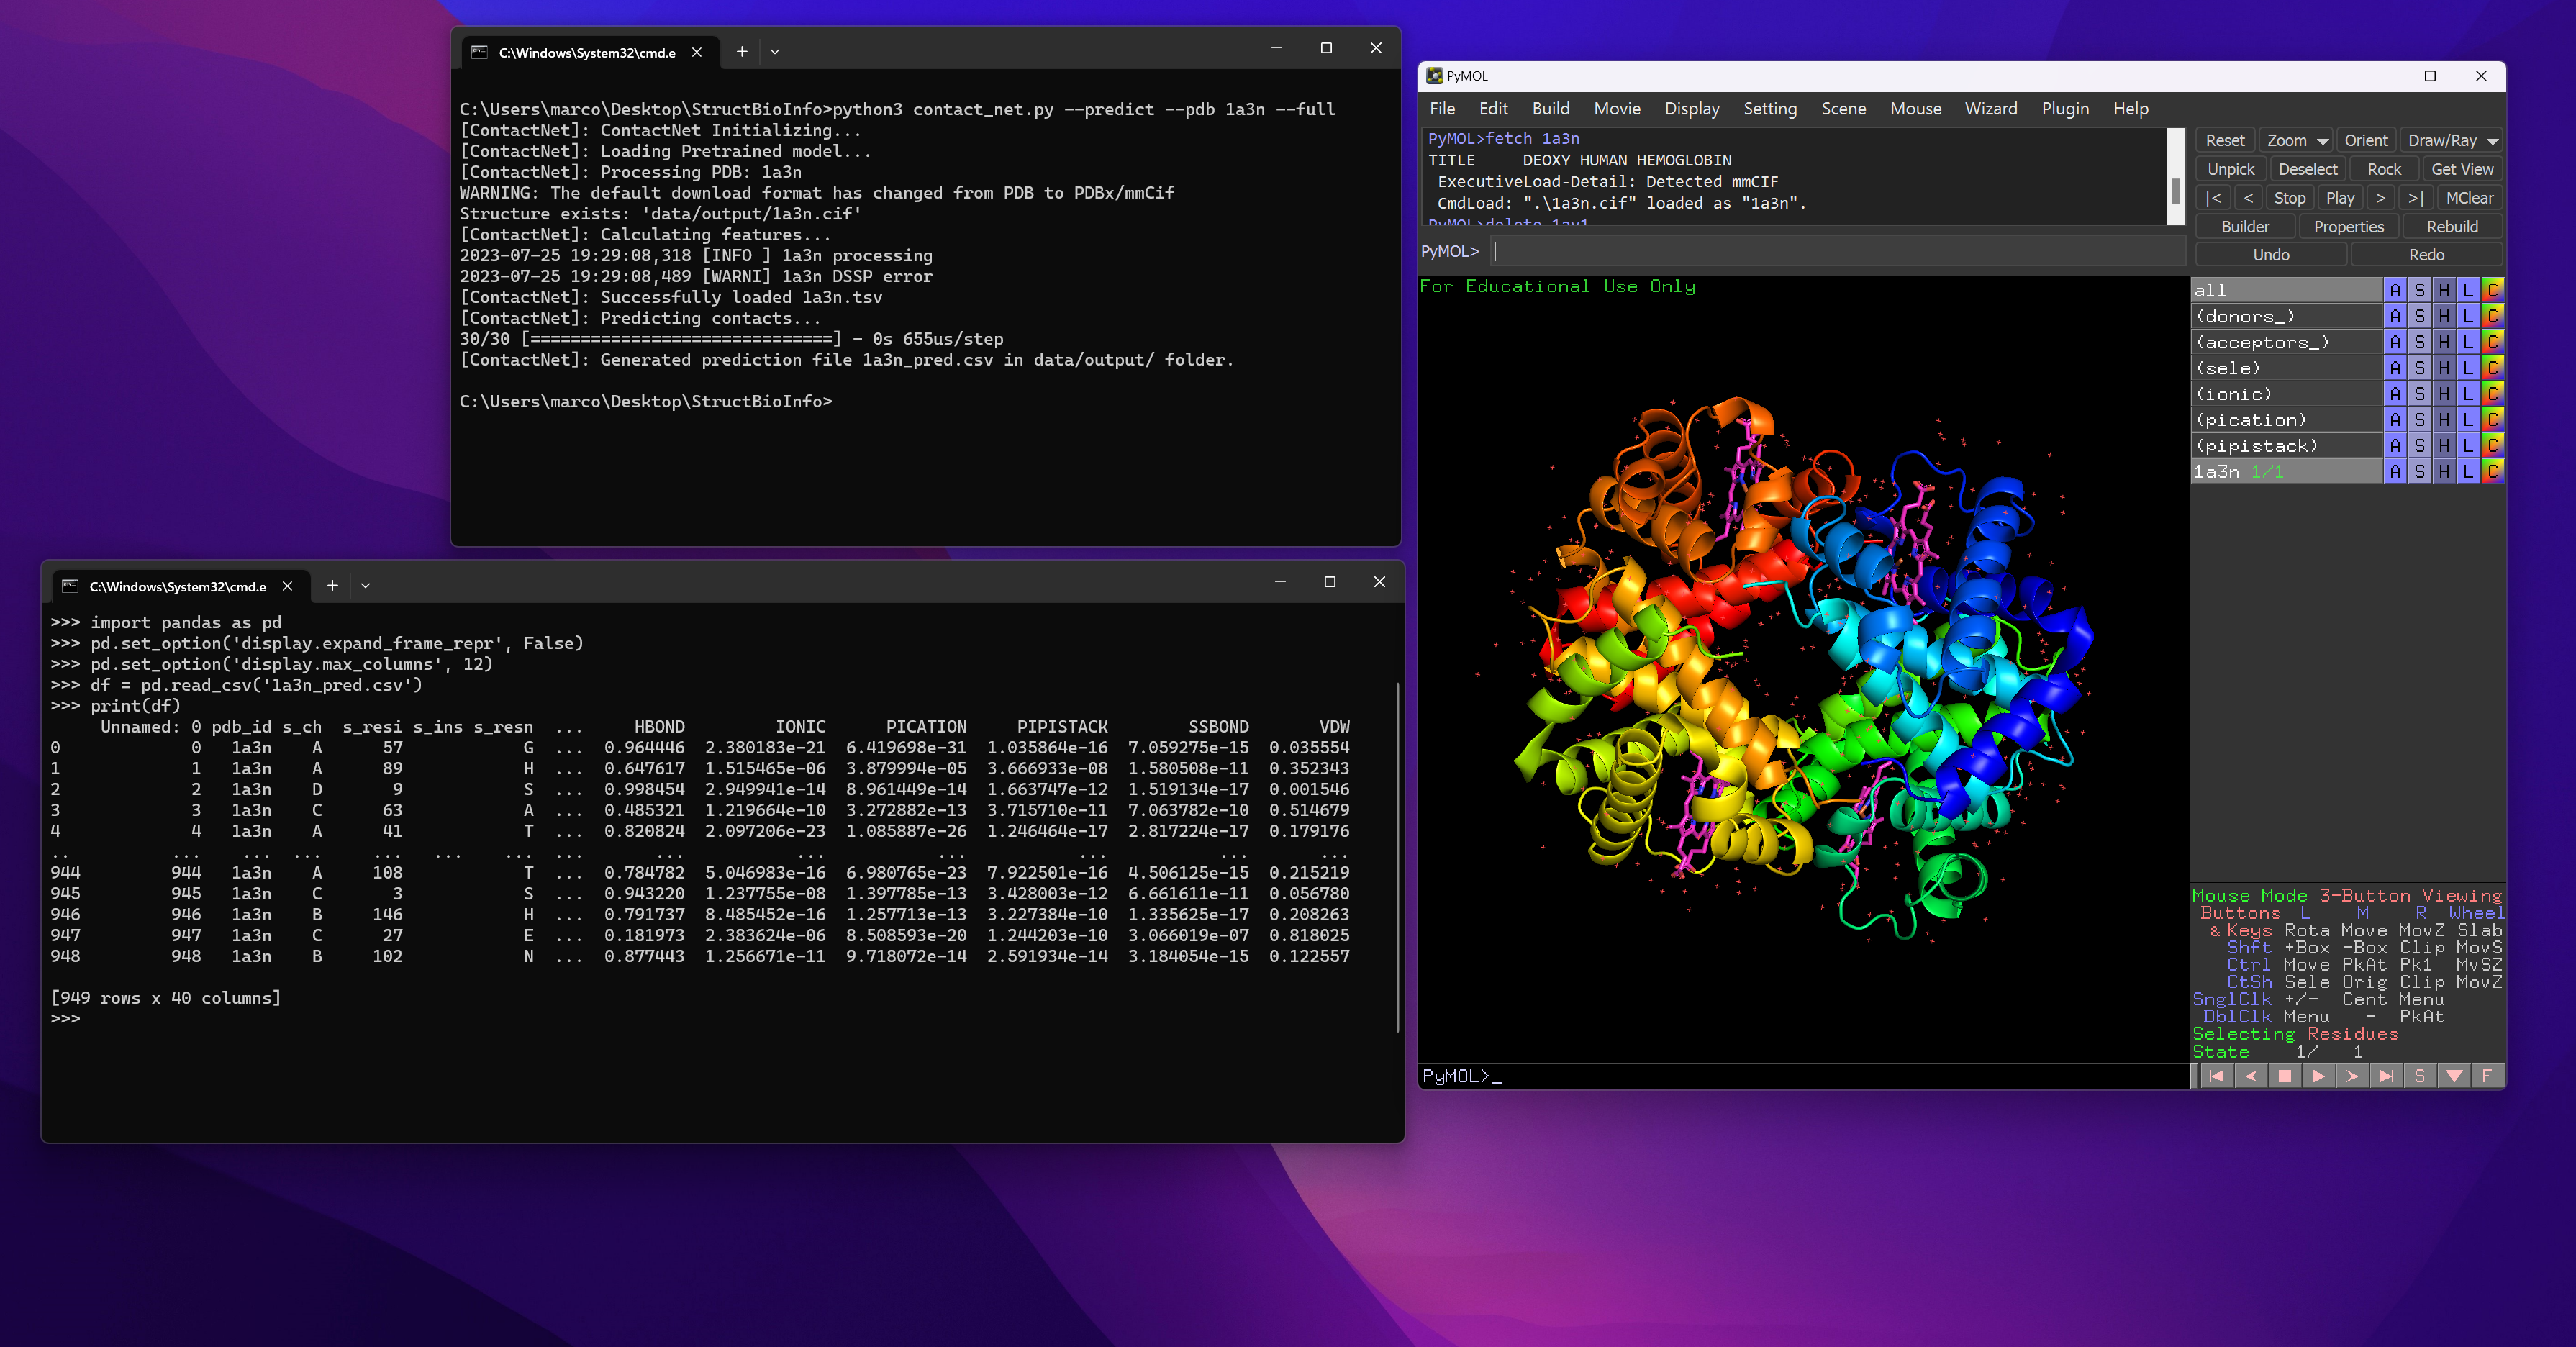 C:\Windows\System32\cmd.e
C:\Users\marco\Desktop\StructBioInfo>python3 contact_net.py --predict --pdb 1a3n --full
[ContactNet]: ContactNet Initializing...
[ContactNet]: Loading Pretrained model...
[ContactNet]: Processing PDB: 1a3n
WARNING: The default download format has changed from PDB to PDBx/mmCif
Structure exists: 'data/output/1a3n.cif'
[ContactNet]: Calculating features...
2023-07-25 19:29:08,318 [INFO ] 1a3n processing
2023-07-25 19:29:08,489 [WARNI] 1a3n DSSP error
[ContactNet]: Successfully loaded 1a3n.tsv
[ContactNet]: Predicting contacts...
30/30 [==============================] - 0s 655us/step
[ContactNet]: Generated prediction file 1a3n_pred.csv in data/output/ folder.
C:\Users\marco\Desktop\StructBioInfo>
C:\Windows\System32\cmd.e
>>> import pandas as pd
>>> pd.set_option('display.expand_frame_repr', False)
>>> pd.set_option('display.max_columns', 12)
>>> df = pd.read_csv('1a3n_pred.csv')
>>> print(df)
Unnamed: 0 pdb_id s_ch s_resi s_ins s_resn ... HBOND IONIC PICATION PIPISTACK SSBOND VDW
0 0 1a3n A 57 G ... 0.964446 2.380183e-21 6.419698e-31 1.035864e-16 7.059275e-15 0.035554
1 1 1a3n A 89 H ... 0.647617 1.515465e-06 3.879994e-05 3.666933e-08 1.580508e-11 0.352343
2 2 1a3n D 9 S ... 0.998454 2.949941e-14 8.961449e-14 1.663747e-12 1.519134e-17 0.001546
3 3 1a3n C 63 A ... 0.485321 1.219664e-10 3.272882e-13 3.715710e-11 7.063782e-10 0.514679
4 4 1a3n A 41 T ... 0.820824 2.097206e-23 1.085887e-26 1.246464e-17 2.817224e-17 0.179176
.. ... ... ... ... ... ... ... ... ... ... ... ... ...
944 944 1a3n A 108 T ... 0.784782 5.046983e-16 6.980765e-23 7.922501e-16 4.506125e-15 0.215219
945 945 1a3n C 3 S ... 0.943220 1.237755e-08 1.397785e-13 3.428003e-12 6.661611e-11 0.056780
946 946 1a3n B 146 H ... 0.791737 8.485452e-16 1.257713e-13 3.227384e-10 1.335625e-17 0.208263
947 947 1a3n C 27 E ... 0.181973 2.383624e-06 8.508593e-20 1.244203e-10 3.066019e-07 0.818025
948 948 1a3n B 102 N ... 0.877443 1.256671e-11 9.718072e-14 2.591934e-14 3.184054e-15 0.122557
[949 rows x 40 columns]
>>>
PyMOL
File Edit Build Movie Display Setting Scene Mouse Wizard Plugin Help
PyMOL>fetch 1a3n
TITLE DEOXY HUMAN HEMOGLOBIN
ExecutiveLoad-Detail: Detected mmCIF
CmdLoad: ".\1a3n.cif" loaded as "1a3n".
PyMOL>delete 1ay1
PyMOL>
Reset Zoom Orient Draw/Ray
Unpick Deselect Rock Get View
|< < Stop Play > >| MClear
Builder Properties Rebuild
Undo Redo
For Educational Use Only
all A S H L C
(donors_) A S H L C
(acceptors_) A S H L C
(sele) A S H L C
(ionic) A S H L C
(pication) A S H L C
(pipistack) A S H L C
1a3n 1/1 A S H L C
Mouse Mode 3-Button Viewing
Buttons L M R Wheel
& Keys Rota Move MovZ Slab
Shft +Box -Box Clip MovS
Ctrl Move PkAt Pk1 MvSZ
CtSh Sele Orig Clip MovZ
SnglClk +/- Cent Menu
DblClk Menu - PkAt
Selecting Residues
State 1/ 1
PyMOL>_
S F